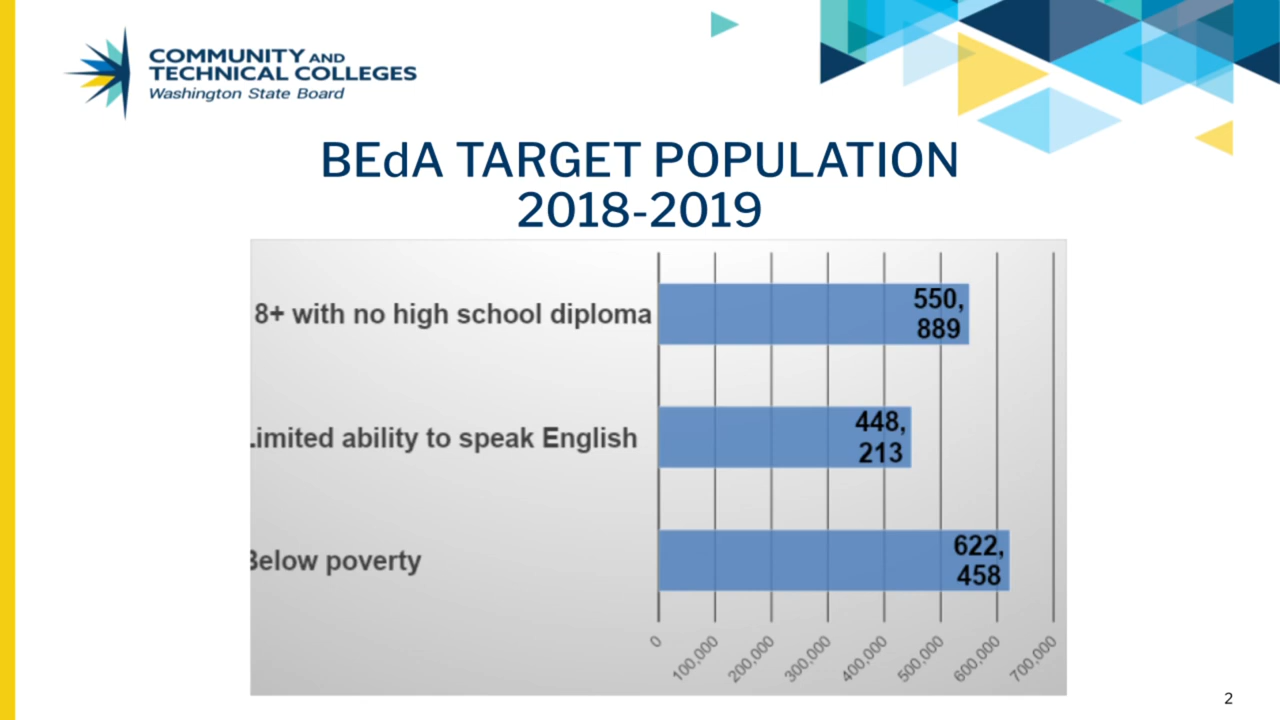 COMMUNITY AND
TECHNICAL COLLEGES
Washington State Board
BEdA TARGET POPULATION
2018-2019
8+ with no high school diploma
550,
889
Limited ability to speak English
448,
213
Below poverty
622,
458
0
100,000
200,000
300,000
400,000
500,000
600,000
700,000
2